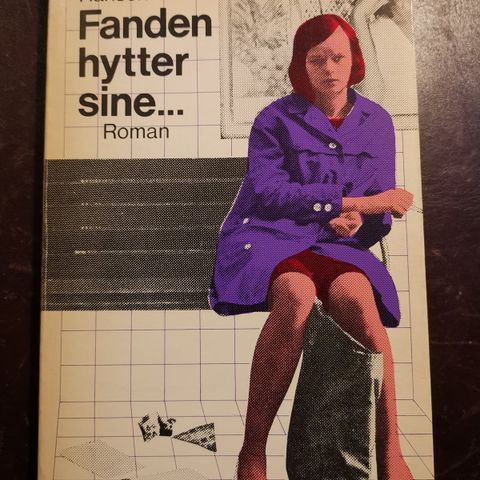 Fanden
hytter
sine...
Roman